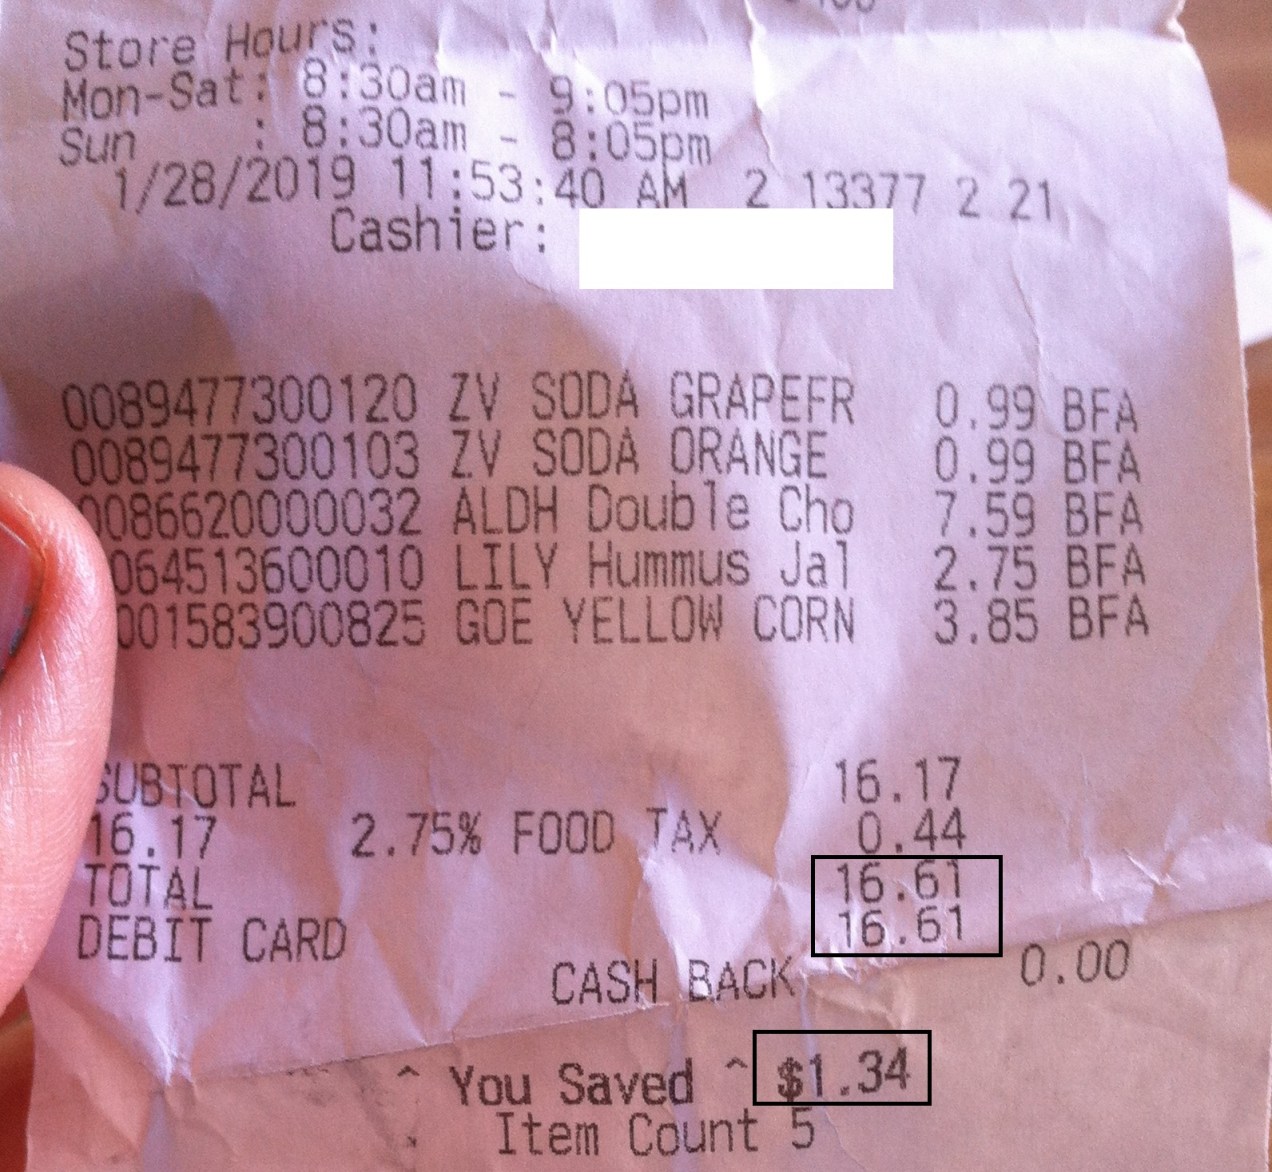 Store Hours:
Mon-Sat: 8:30am - 9:05pm
Sun : 8:30am - 8:05pm
1/28/2019 11:53:40 AM 2 13377 2 21
Cashier:
0089477300120 ZV SODA GRAPEFR 0.99 BFA
0089477300103 ZV SODA ORANGE 0.99 BFA
0086620000032 ALDH Double Cho 7.59 BFA
064513600010 LILY Hummus Jal 2.75 BFA
001583900825 GOE YELLOW CORN 3.85 BFA
SUBTOTAL 16.17
16.17 2.75% FOOD TAX 0.44
TOTAL 16.61
DEBIT CARD 16.61
CASH BACK 0.00
^ You Saved ^ $1.34
Item Count 5